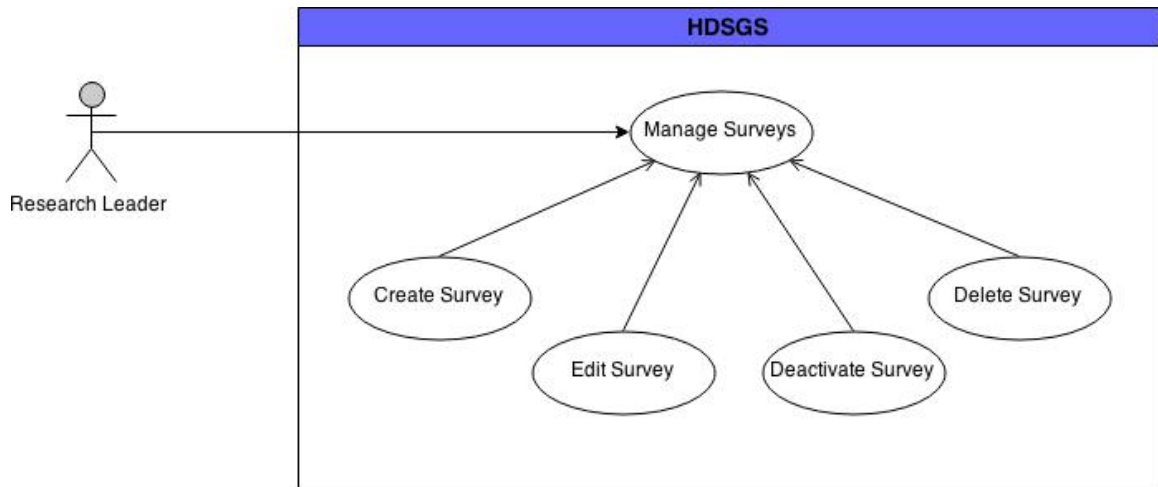 HDSGS
Manage Surveys
Research Leader
Create Survey
Delete Survey
Edit Survey
Deactivate Survey